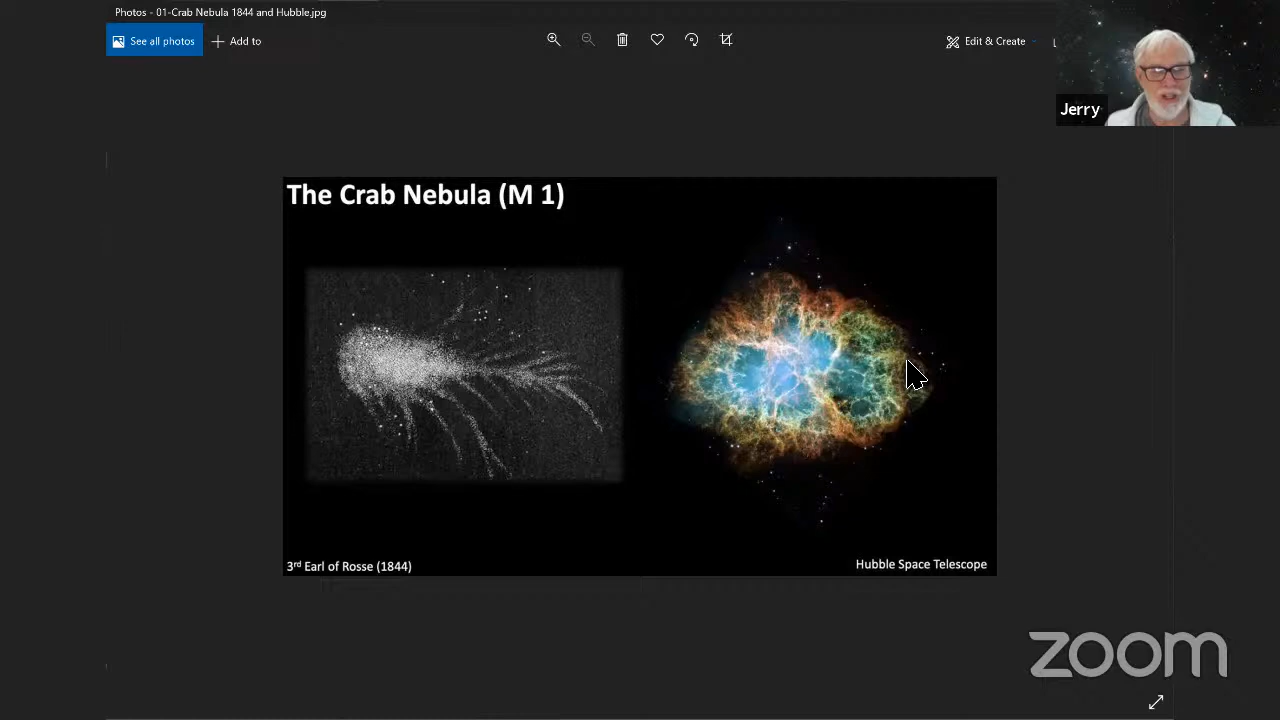 Photos - 01-Crab Nebula 1844 and Hubble.jpg
See all photos
Add to
Edit & Create
Jerry
The Crab Nebula (M 1)
3rd Earl of Rosse (1844)
Hubble Space Telescope
zoom